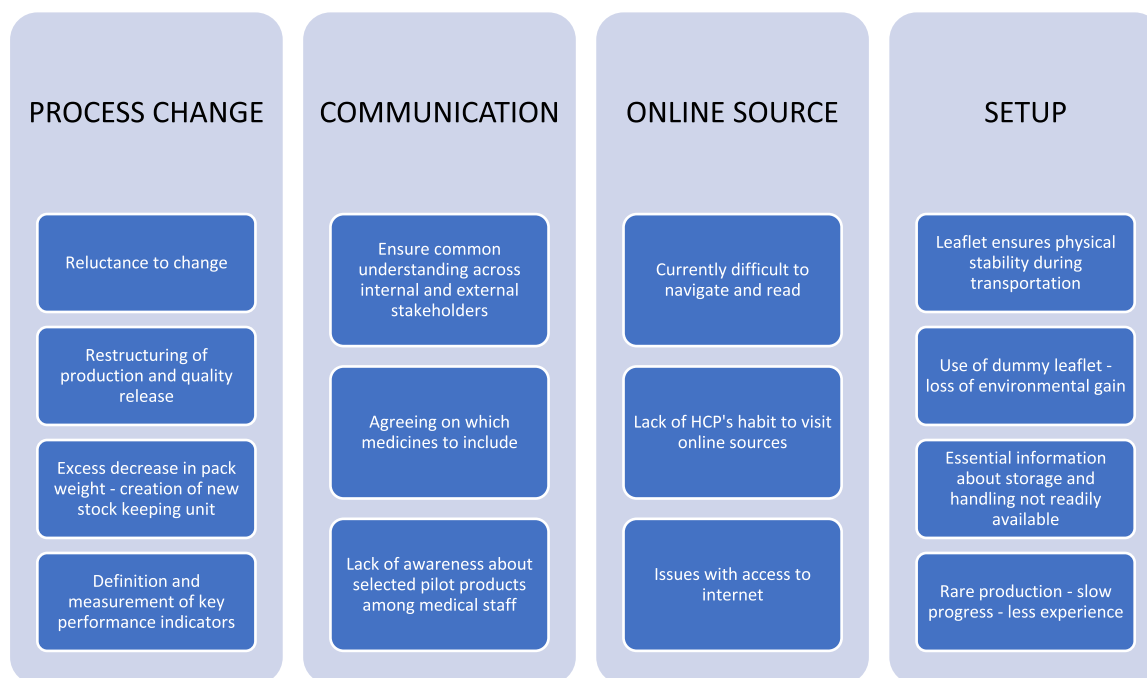 PROCESS CHANGE
Reluctance to change
Restructuring of
production and quality
release
Excess decrease in pack
weight - creation of new
stock keeping unit
Definition and
measurement of key
performance indicators
COMMUNICATION
Ensure common
understanding across
internal and external
stakeholders
Agreeing on which
medicines to include
Lack of awareness about
selected pilot products
among medical staff
ONLINE SOURCE
Currently difficult to
navigate and read
Lack of HCP's habit to visit
online sources
Issues with access to
internet
SETUP
Leaflet ensures physical
stability during
transportation
Use of dummy leaflet -
loss of environmental gain
Essential information
about storage and
handling not readily
available
Rare production - slow
progress - less experience